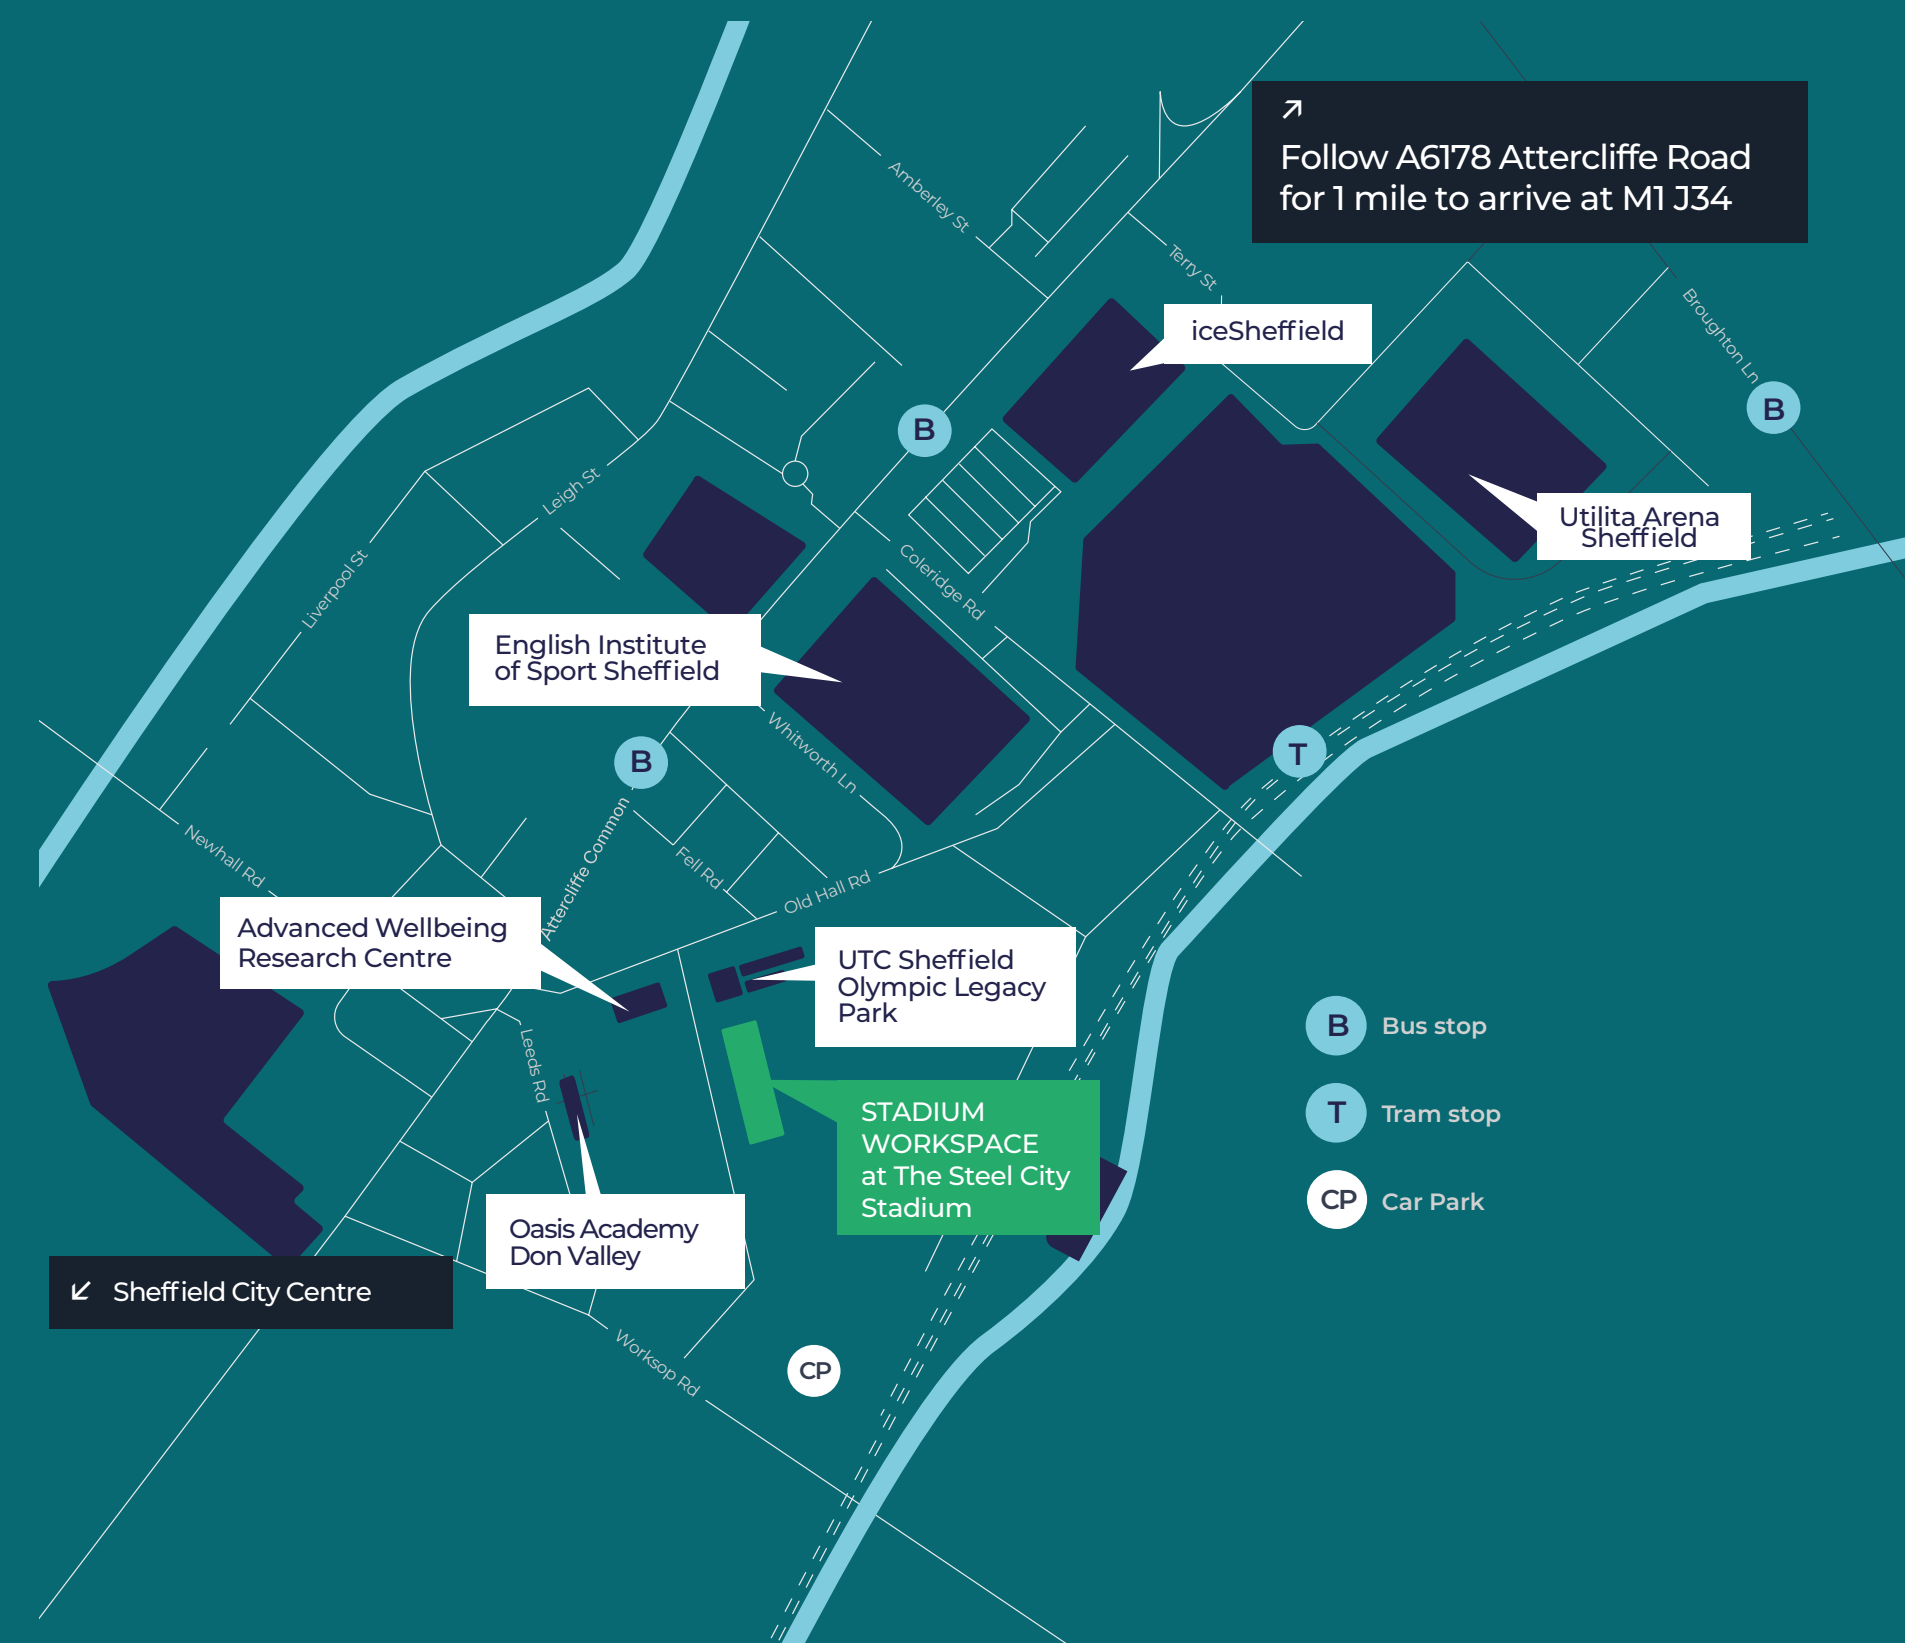 Follow A6178 Attercliffe Road
for 1 mile to arrive at M1 J34
Amberley St
Terry St
iceSheffield
Broughton Ln
B
B
Leigh St
Utilita Arena
Sheffield
Liverpool St
Coleridge Rd
English Institute
of Sport Sheffield
Whitworth Ln
T
B
Newhall Rd
Attercliffe Common
Fell Rd
Old Hall Rd
Advanced Wellbeing
Research Centre
UTC Sheffield
Olympic Legacy
Park
B Bus stop
Leeds Rd
STADIUM
WORKSPACE
at The Steel City
Stadium
T Tram stop
CP Car Park
Oasis Academy
Don Valley
Sheffield City Centre
Worksop Rd
CP